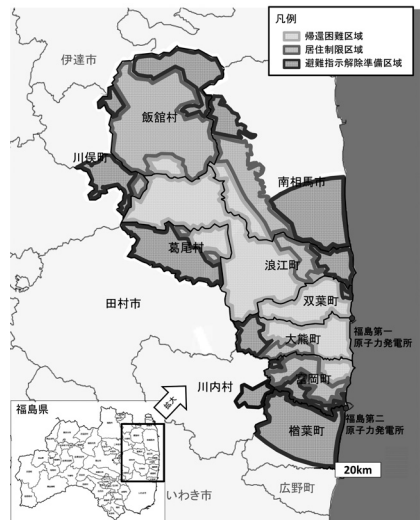 凡例
帰還困難区域
居住制限区域
避難指示解除準備区域
伊達市
飯舘村
川俣町
南相馬市
葛尾村
浪江町
双葉町
田村市
大熊町
福島第一
原子力発電所
富岡町
川内村
拡大
福島県
福島第二
原子力発電所
楢葉町
20km
いわき市
広野町